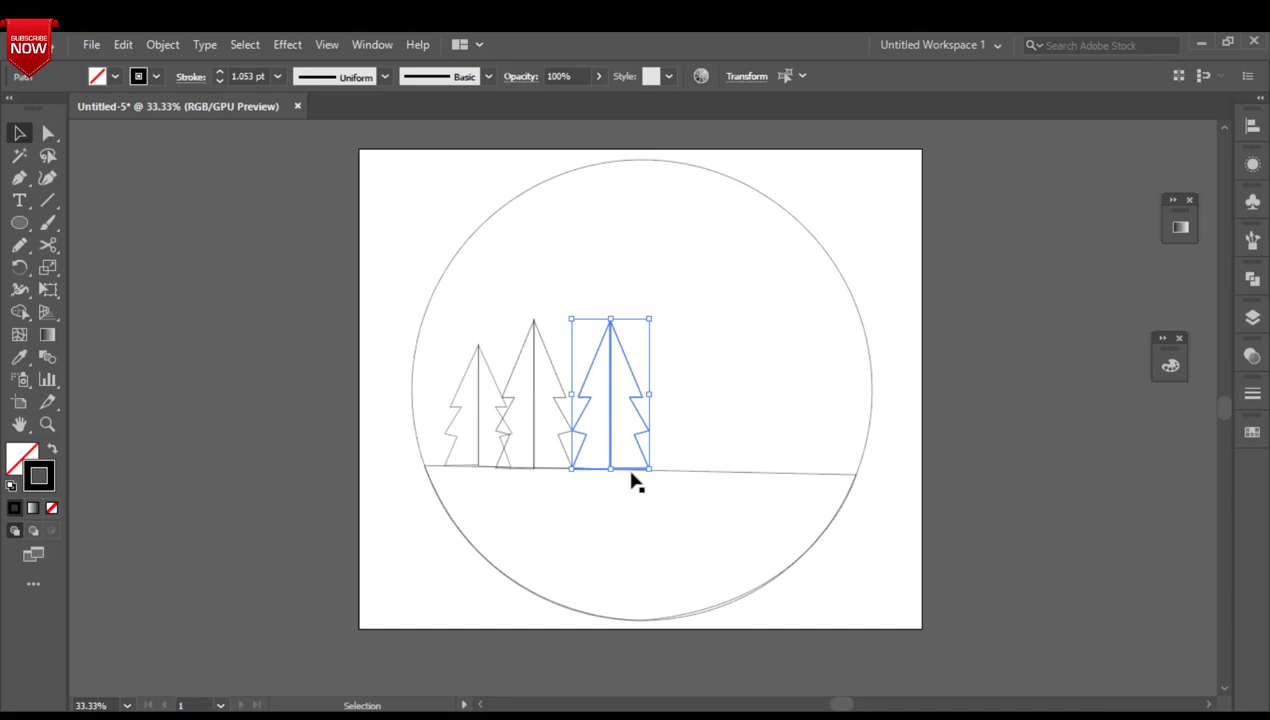 SUBSCRIBE
NOW
File Edit Object Type Select Effect View Window Help
Untitled Workspace 1
Search Adobe Stock
Path
Stroke: 1.053 pt Uniform Basic Opacity: 100% Style: Transform
Untitled-5* @ 33.33% (RGB/GPU Preview)
33.33% 1 Selection